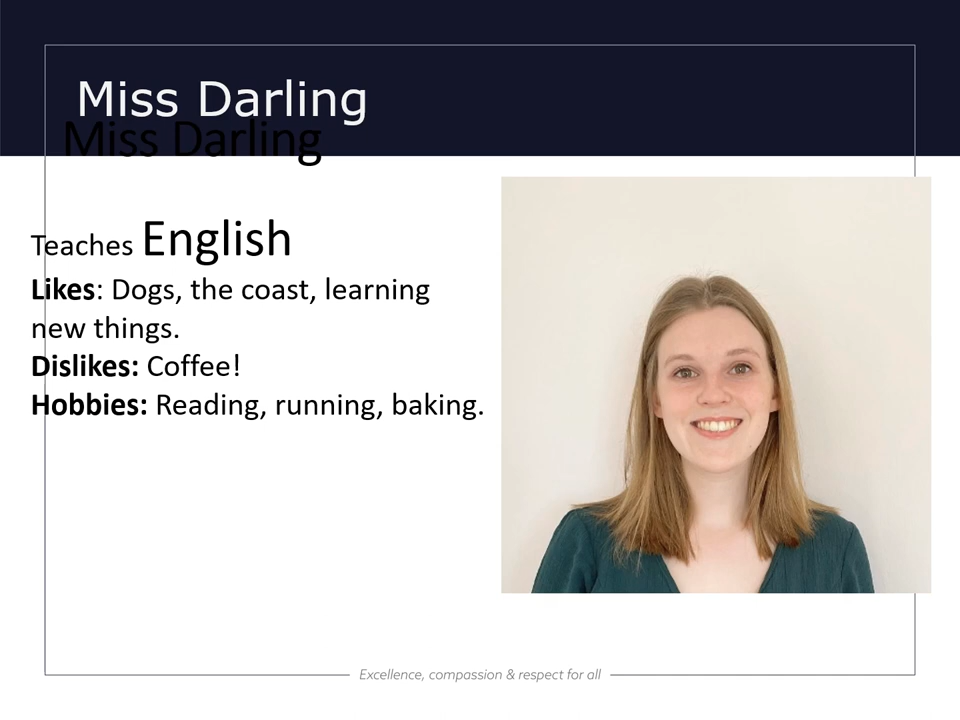 Miss Darling
Miss Darling
Teaches English
Likes: Dogs, the coast, learning
new things.
Dislikes: Coffee!
Hobbies: Reading, running, baking.
Excellence, compassion & respect for all